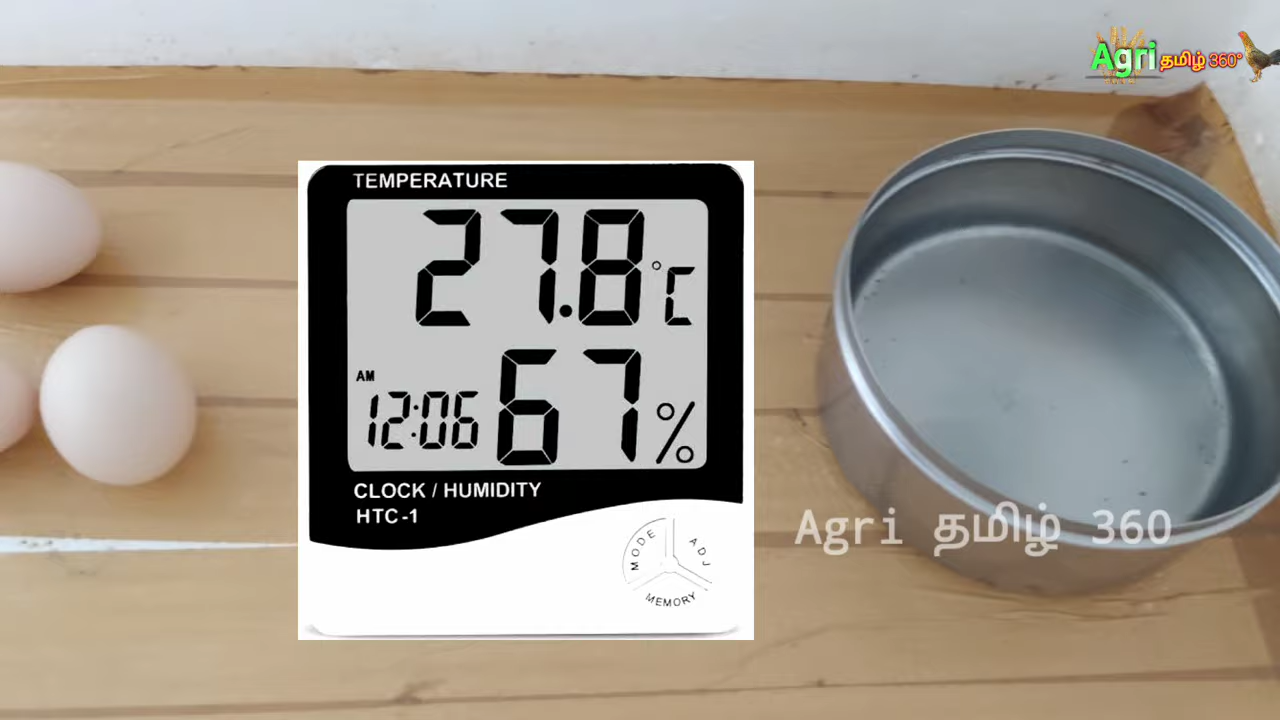 Agri தமிழ் 360°
TEMPERATURE
27.8 °C
AM
12:06 67 %
CLOCK / HUMIDITY
HTC-1
MODE
ADJ
MEMORY
Agri தமிழ் 360